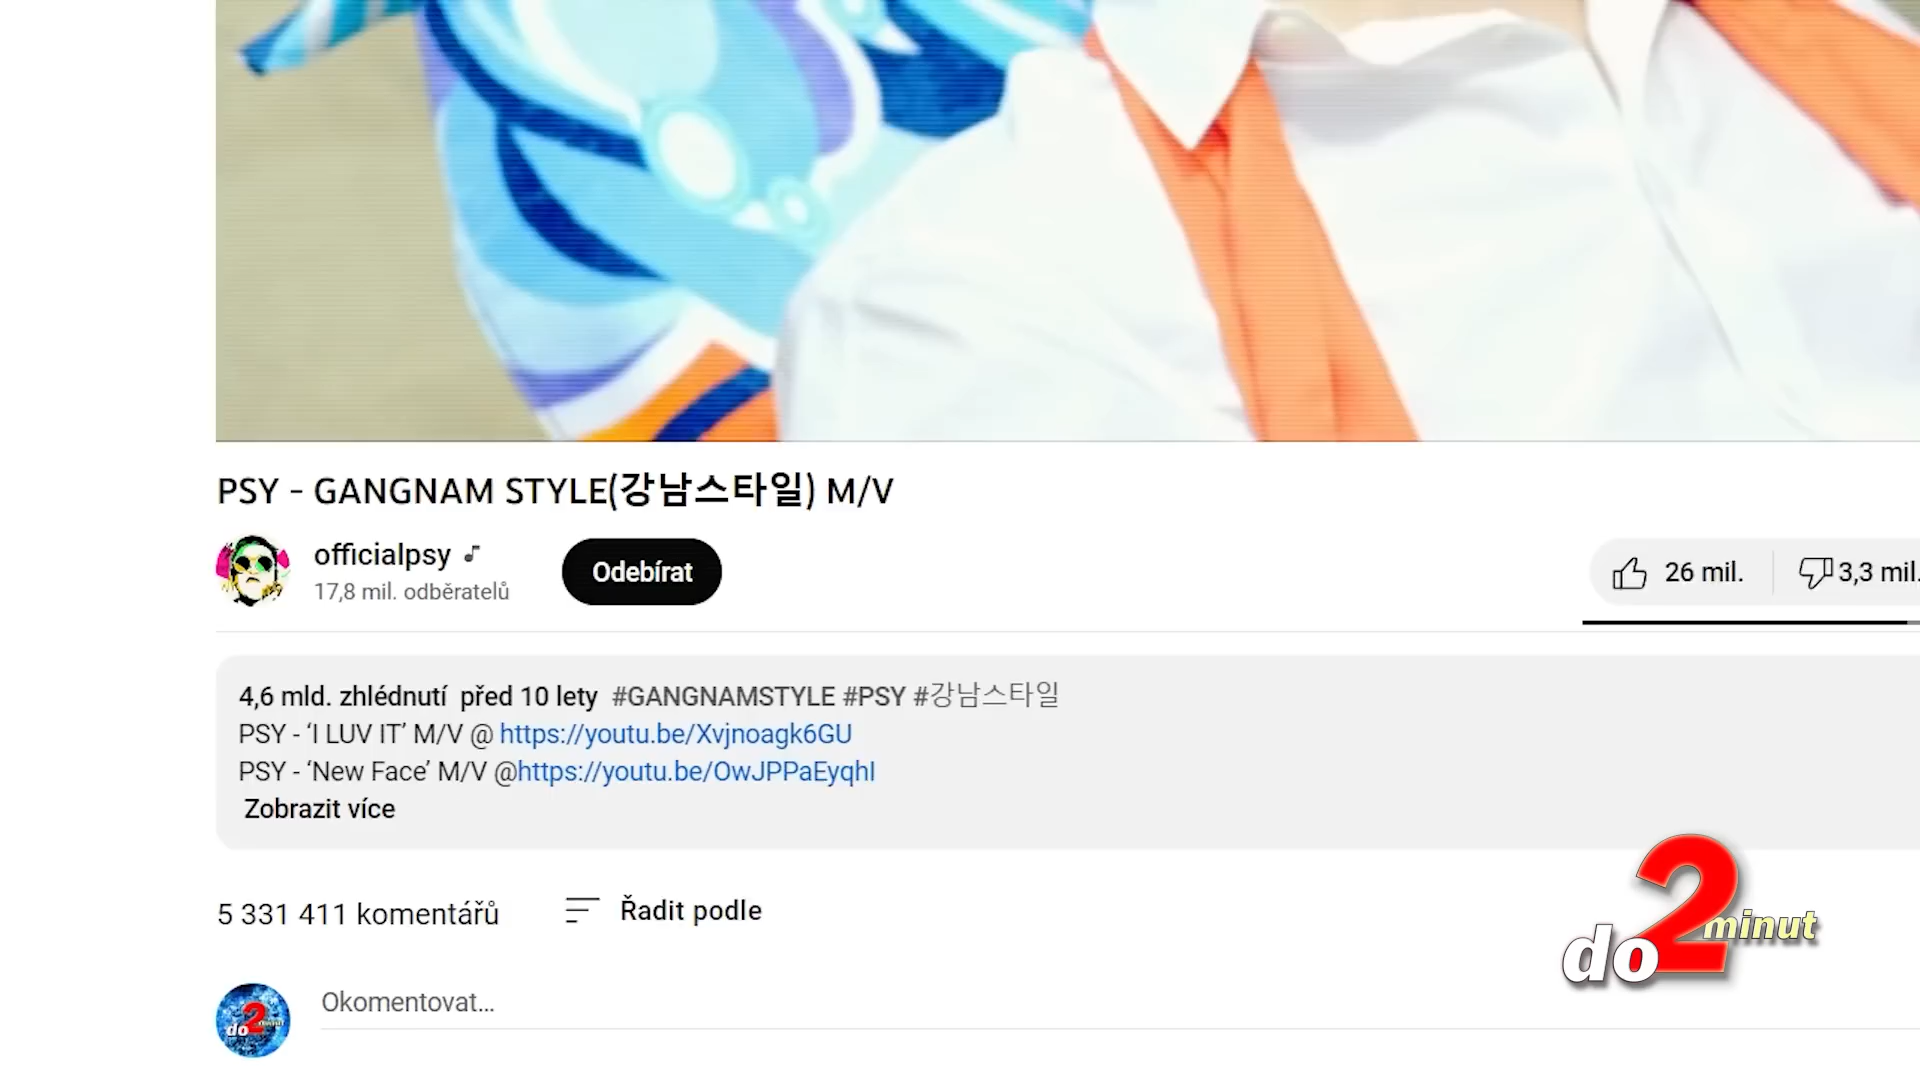 PSY - GANGNAM STYLE(강남스타일) M/V
officialpsy
17,8 mil. odběratelů
Odebírat
26 mil.
3,3 mil.
4,6 mld. zhlédnutí před 10 lety #GANGNAMSTYLE #PSY #강남스타일
PSY - ‘I LUV IT’ M/V @ https://youtu.be/Xvjnoagk6GU
PSY - ‘New Face’ M/V @https://youtu.be/OwJPPaEyqhI
Zobrazit více
5 331 411 komentářů
Řadit podle
do 2 minut
Okomentovat...
do 2 minut